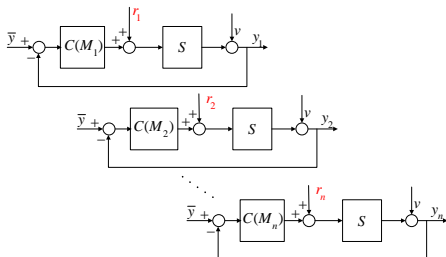 r₁
ȳ + − C(M₁) + + S v y₁
r₂
ȳ + − C(M₂) + + S v y₂
. . . . .
rₙ
ȳ + − C(Mₙ) + + S v yₙ